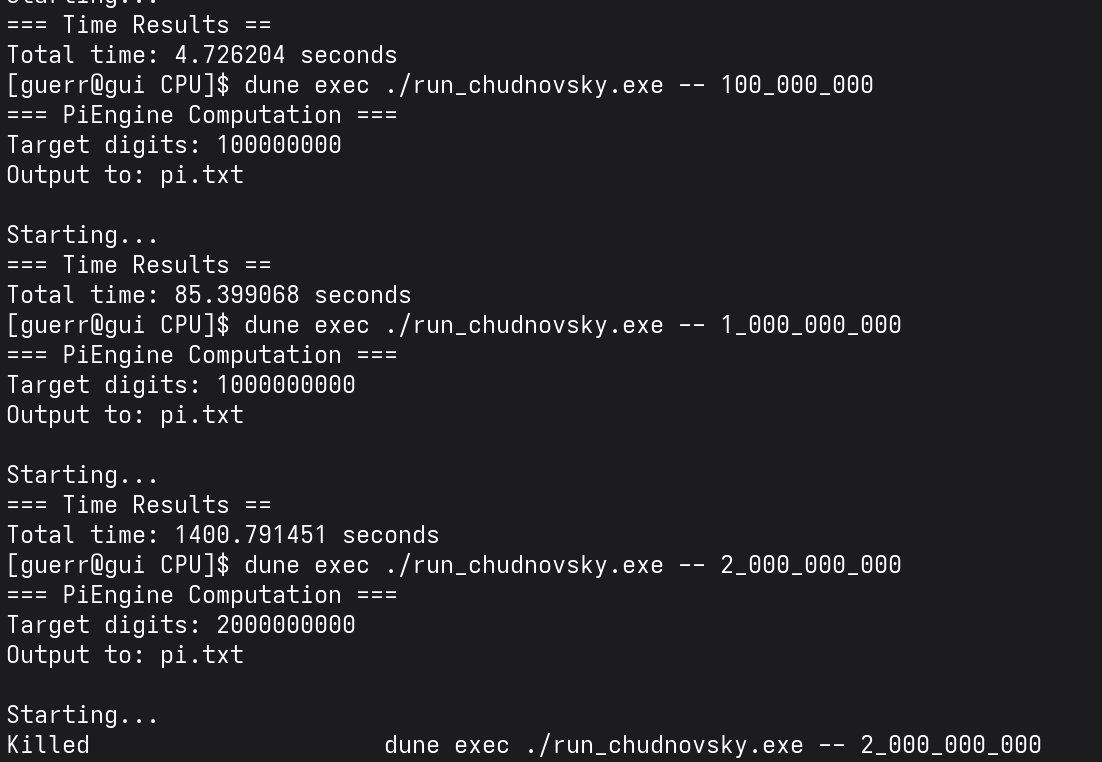 Starting...
=== Time Results ==
Total time: 4.726204 seconds
[guerr@gui CPU]$ dune exec ./run_chudnovsky.exe -- 100_000_000
=== PiEngine Computation ===
Target digits: 100000000
Output to: pi.txt

Starting...
=== Time Results ==
Total time: 85.399068 seconds
[guerr@gui CPU]$ dune exec ./run_chudnovsky.exe -- 1_000_000_000
=== PiEngine Computation ===
Target digits: 1000000000
Output to: pi.txt

Starting...
=== Time Results ==
Total time: 1400.791451 seconds
[guerr@gui CPU]$ dune exec ./run_chudnovsky.exe -- 2_000_000_000
=== PiEngine Computation ===
Target digits: 2000000000
Output to: pi.txt

Starting...
Killed                     dune exec ./run_chudnovsky.exe -- 2_000_000_000